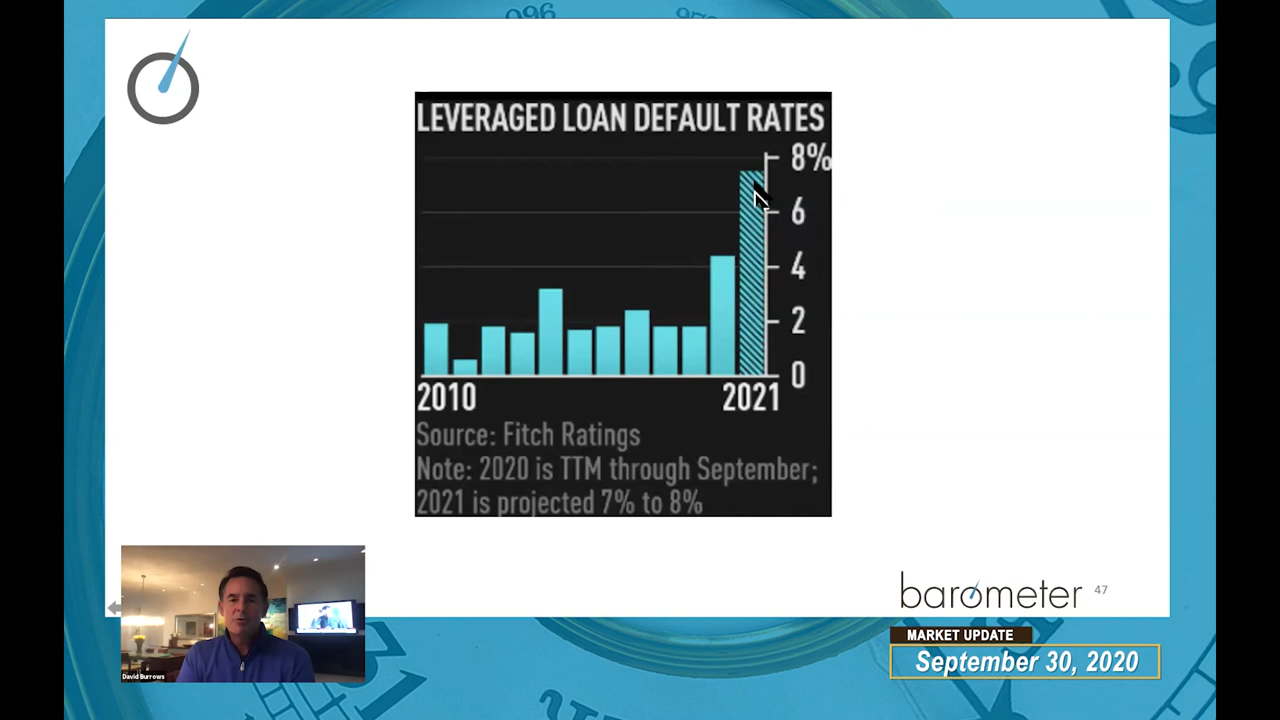 096
LEVERAGED LOAN DEFAULT RATES
8%
6
4
2
0
2010
2021
Source: Fitch Ratings
Note: 2020 is TTM through September;
2021 is projected 7% to 8%
barometer
47
MARKET UPDATE
September 30, 2020
David Burrows